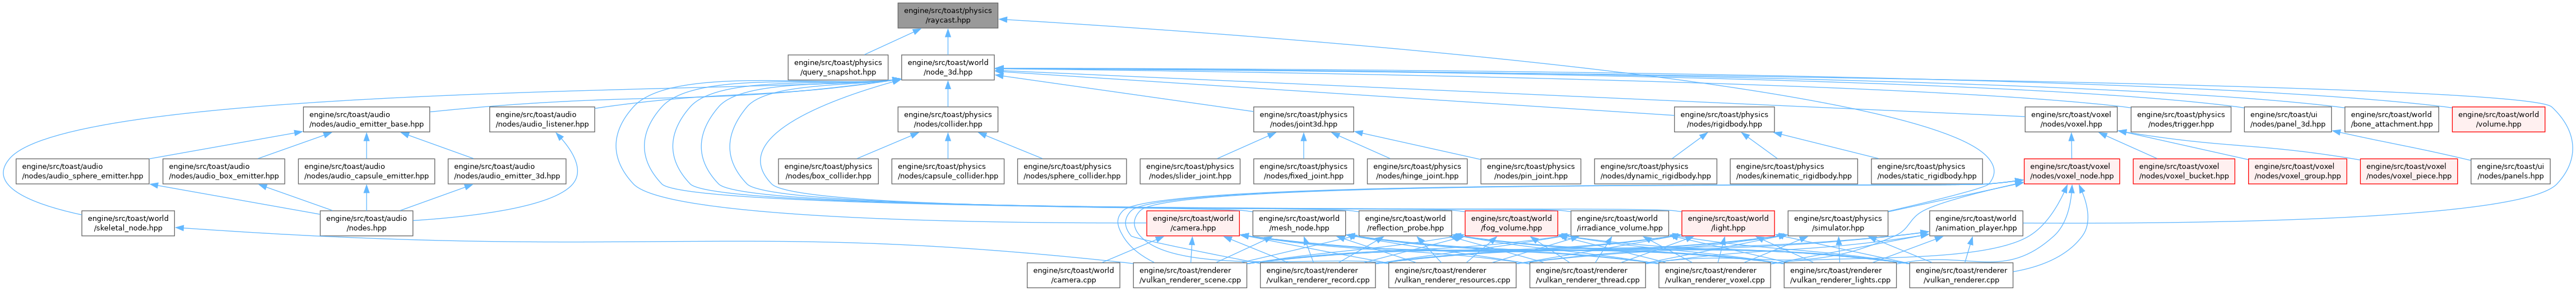 engine/src/toast/physics
/raycast.hpp
engine/src/toast/physics
/query_snapshot.hpp
engine/src/toast/world
/node_3d.hpp
engine/src/toast/audio
/nodes/audio_emitter_base.hpp
engine/src/toast/audio
/nodes/audio_listener.hpp
engine/src/toast/physics
/nodes/collider.hpp
engine/src/toast/physics
/nodes/joint3d.hpp
engine/src/toast/physics
/nodes/rigidbody.hpp
engine/src/toast/voxel
/nodes/voxel.hpp
engine/src/toast/physics
/nodes/trigger.hpp
engine/src/toast/ui
/nodes/panel_3d.hpp
engine/src/toast/world
/bone_attachment.hpp
engine/src/toast/world
/volume.hpp
engine/src/toast/audio
/nodes/audio_sphere_emitter.hpp
engine/src/toast/audio
/nodes/audio_box_emitter.hpp
engine/src/toast/audio
/nodes/audio_capsule_emitter.hpp
engine/src/toast/audio
/nodes/audio_emitter_3d.hpp
engine/src/toast/physics
/nodes/box_collider.hpp
engine/src/toast/physics
/nodes/capsule_collider.hpp
engine/src/toast/physics
/nodes/sphere_collider.hpp
engine/src/toast/physics
/nodes/slider_joint.hpp
engine/src/toast/physics
/nodes/fixed_joint.hpp
engine/src/toast/physics
/nodes/hinge_joint.hpp
engine/src/toast/physics
/nodes/pin_joint.hpp
engine/src/toast/physics
/nodes/dynamic_rigidbody.hpp
engine/src/toast/physics
/nodes/kinematic_rigidbody.hpp
engine/src/toast/physics
/nodes/static_rigidbody.hpp
engine/src/toast/voxel
/nodes/voxel_node.hpp
engine/src/toast/voxel
/nodes/voxel_bucket.hpp
engine/src/toast/voxel
/nodes/voxel_group.hpp
engine/src/toast/voxel
/nodes/voxel_piece.hpp
engine/src/toast/ui
/nodes/panels.hpp
engine/src/toast/world
/skeletal_node.hpp
engine/src/toast/audio
/nodes.hpp
engine/src/toast/world
/camera.hpp
engine/src/toast/world
/mesh_node.hpp
engine/src/toast/world
/reflection_probe.hpp
engine/src/toast/world
/fog_volume.hpp
engine/src/toast/world
/irradiance_volume.hpp
engine/src/toast/world
/light.hpp
engine/src/toast/physics
/simulator.hpp
engine/src/toast/world
/animation_player.hpp
engine/src/toast/world
/camera.cpp
engine/src/toast/renderer
/vulkan_renderer_scene.cpp
engine/src/toast/renderer
/vulkan_renderer_record.cpp
engine/src/toast/renderer
/vulkan_renderer_resources.cpp
engine/src/toast/renderer
/vulkan_renderer_thread.cpp
engine/src/toast/renderer
/vulkan_renderer_voxel.cpp
engine/src/toast/renderer
/vulkan_renderer_lights.cpp
engine/src/toast/renderer
/vulkan_renderer.cpp